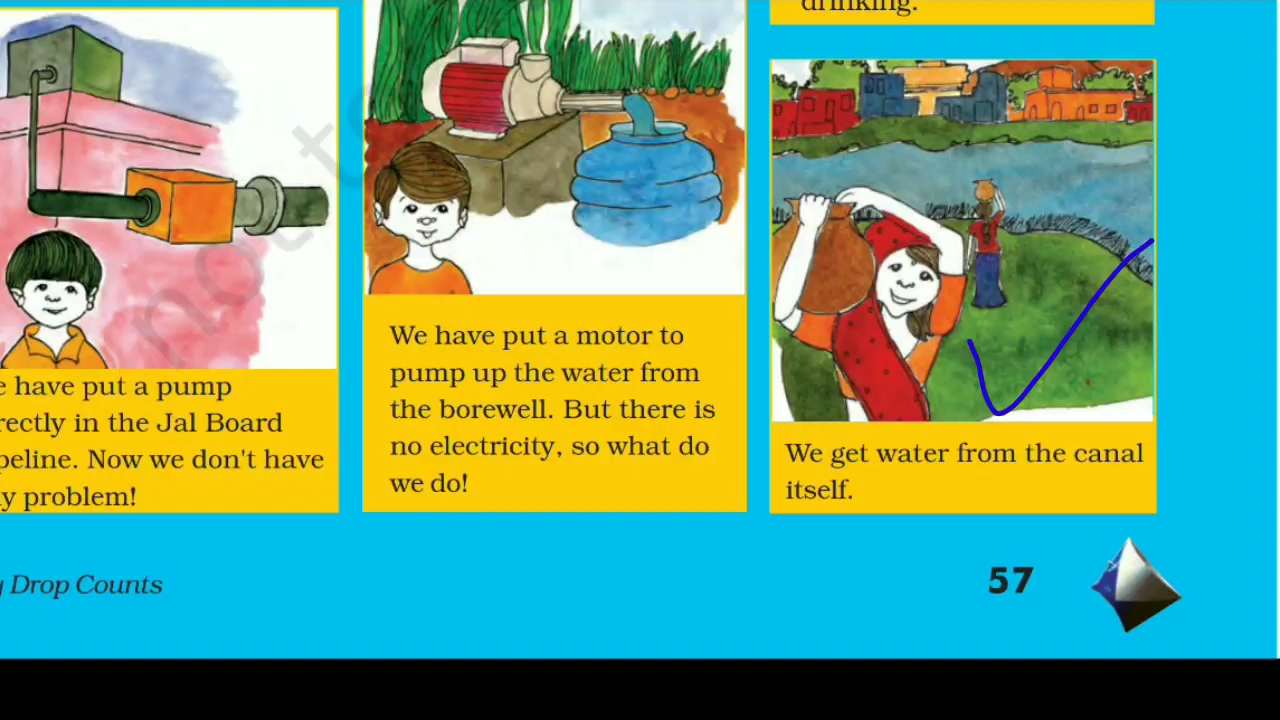 drinking.
have put a pump
in the Jal Board
Now we don't have
problem!
We have put a motor to
pump up the water from
the borewell. But there is
no electricity, so what do
we do!
We get water from the canal
itself.
Drop Counts
57